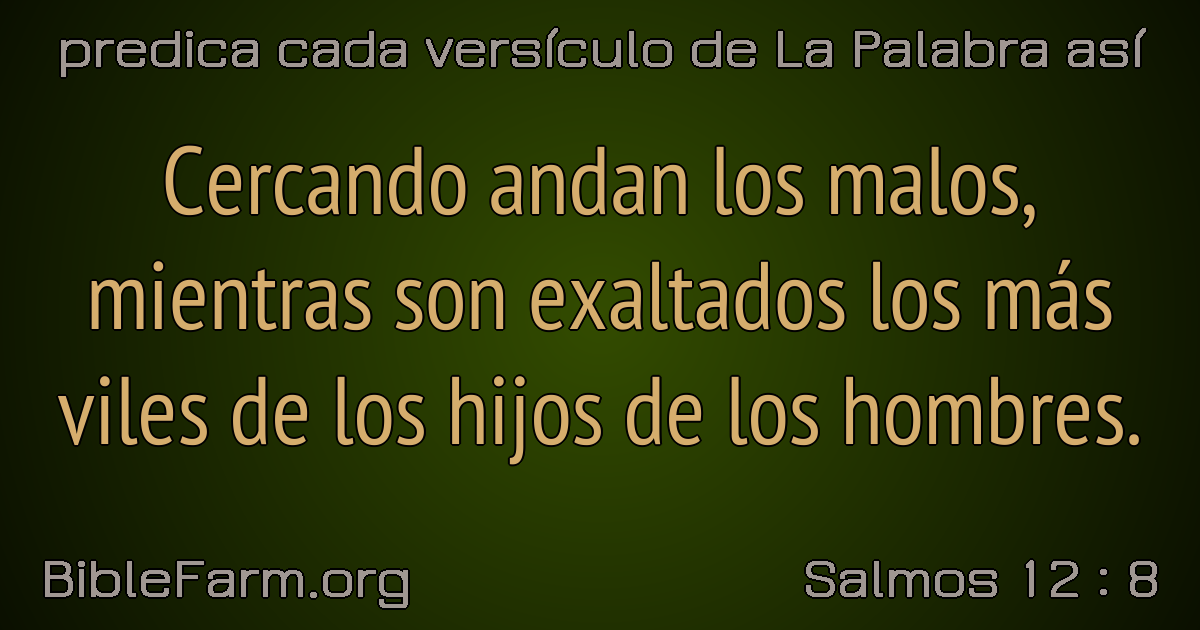 predica cada versículo de La Palabra así
Cercando andan los malos,
mientras son exaltados los más
viles de los hijos de los hombres.
BibleFarm.org
Salmos 12 : 8